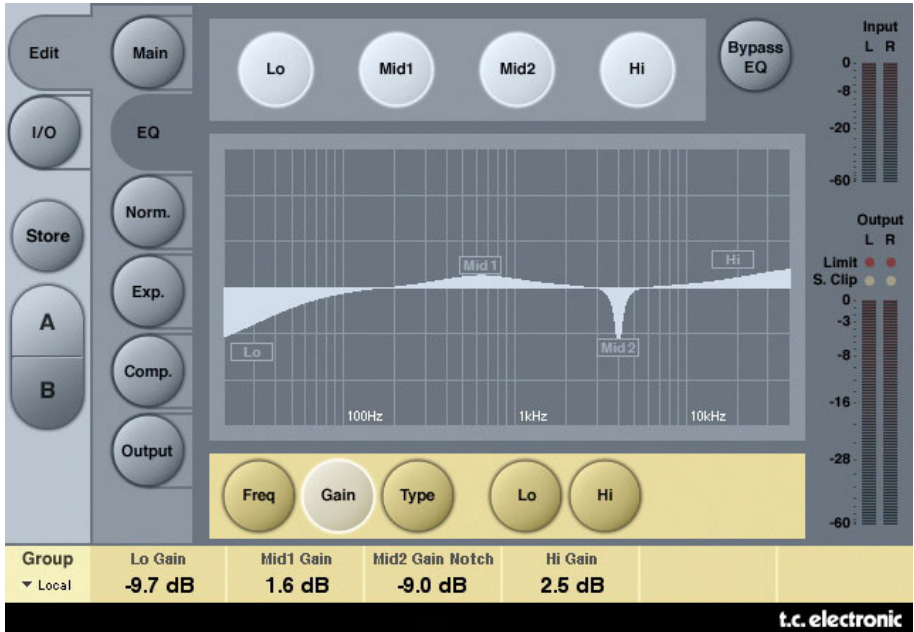 Edit
I/O
Store
A
B
Main
EQ
Norm.
Exp.
Comp.
Output
Lo
Mid1
Mid2
Hi
Bypass
EQ
Lo
Mid 1
Mid 2
Hi
100Hz
1kHz
10kHz
Freq
Gain
Type
Lo
Hi
Input
L R
0
-8
-20
-60
Output
L R
Limit
S. Clip
0
-3
-8
-16
-28
-60
Group
Local
Lo Gain
-9.7 dB
Mid1 Gain
1.6 dB
Mid2 Gain Notch
-9.0 dB
Hi Gain
2.5 dB
t.c. electronic